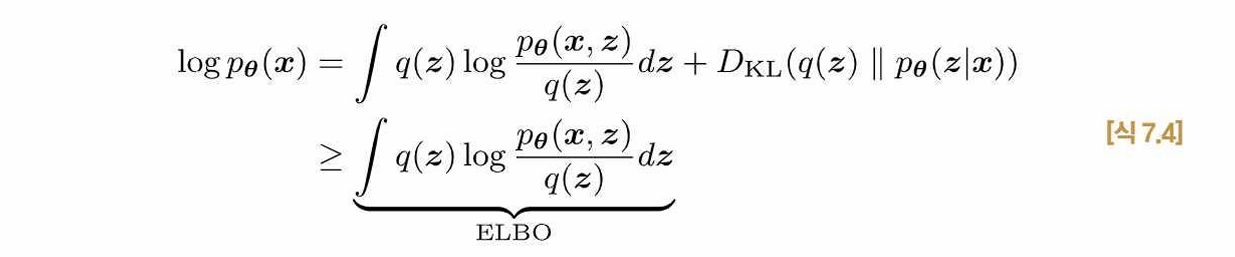 log p_θ(x) = ∫ q(z) log p_θ(x, z) / q(z) dz + D_KL(q(z) ∥ p_θ(z|x))
≥ ∫ q(z) log p_θ(x, z) / q(z) dz
[식 7.4]
ELBO